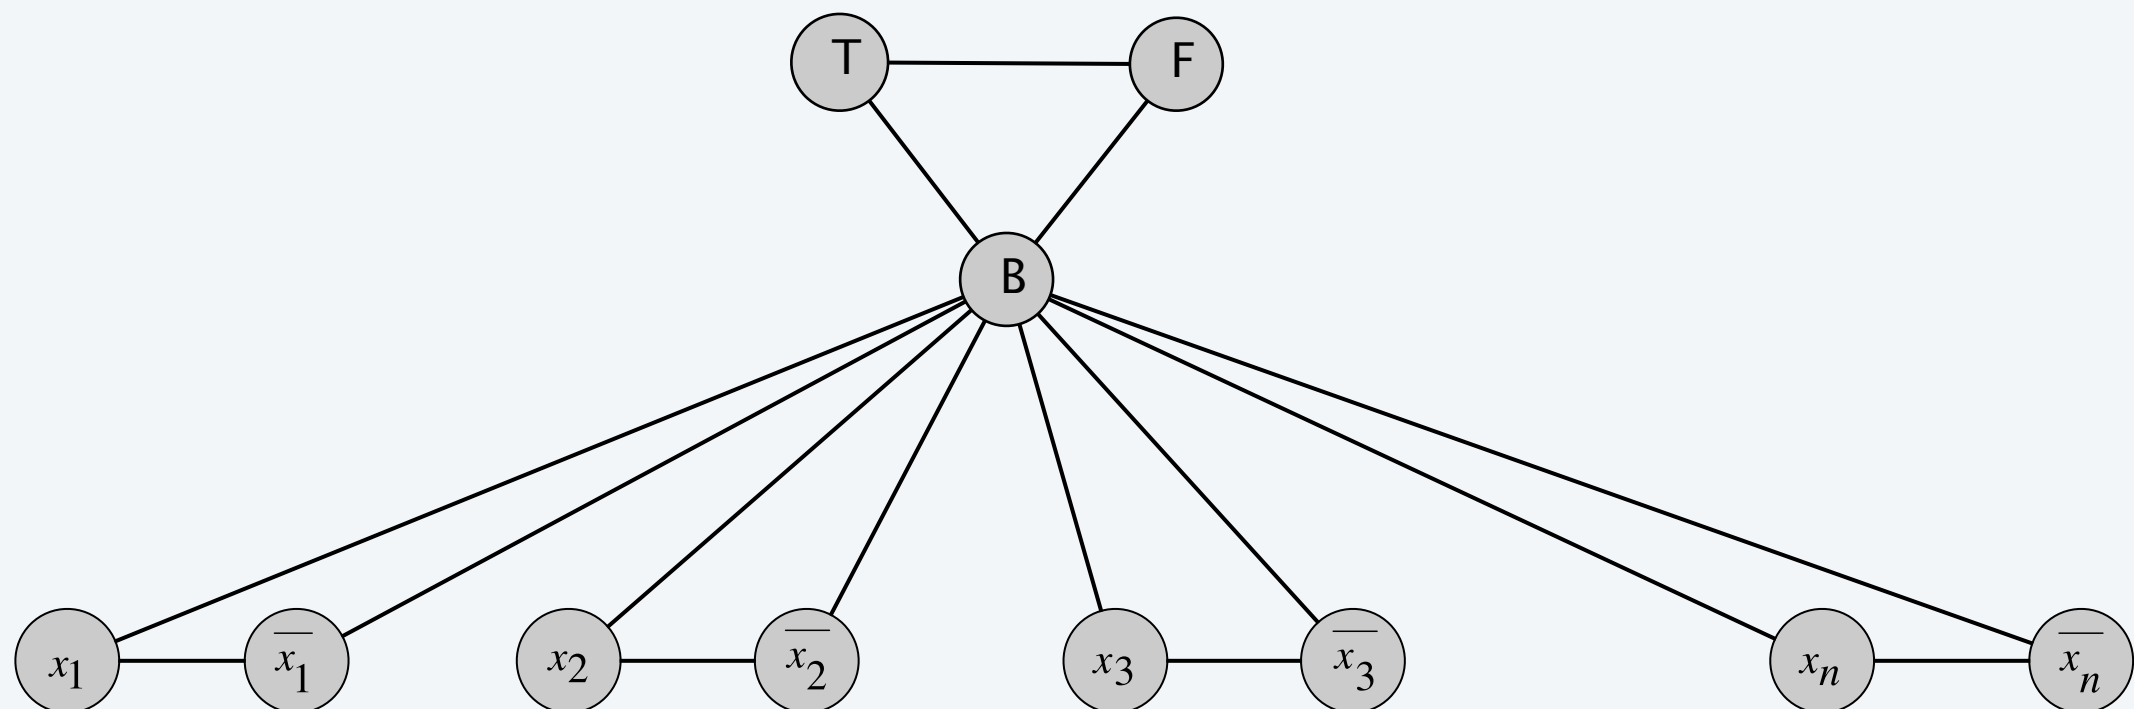 T F
B
x₁ x̅₁ x₂ x̅₂ x₃ x̅₃ xₙ x̅ₙ